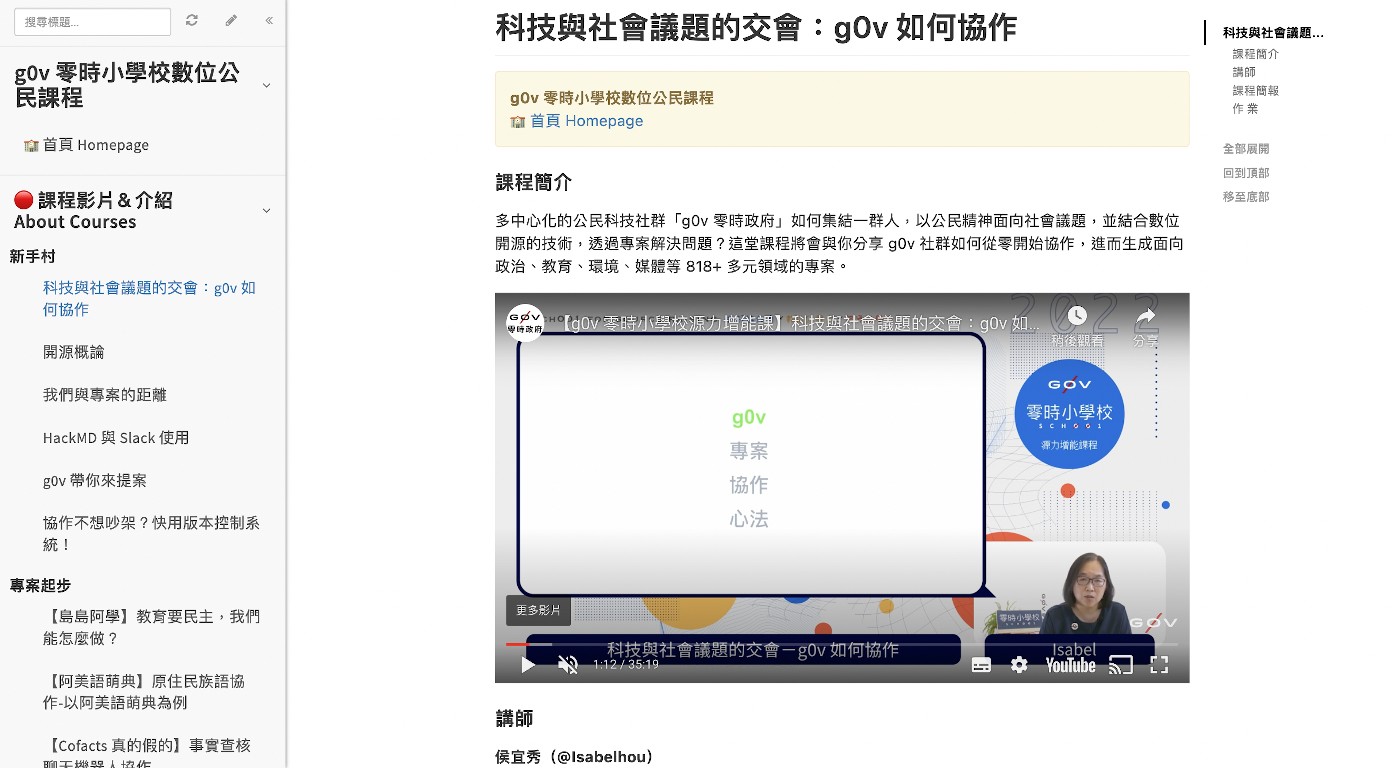 搜尋標題...
g0v 零時小學校數位公
民課程
🏫 首頁 Homepage
🔴 課程影片＆介紹
About Courses
新手村
科技與社會議題的交會：g0v 如
何協作
開源概論
我們與專案的距離
HackMD 與 Slack 使用
g0v 帶你來提案
協作不想吵架？快用版本控制系
統！
專案起步
【島島阿學】教育要民主，我們
能怎麼做？
【阿美語萌典】原住民族語協
作-以阿美語萌典為例
【Cofacts 真的假的】事實查核
聊天機器人協作
科技與社會議題的交會：g0v 如何協作
g0v 零時小學校數位公民課程
🏫 首頁 Homepage
課程簡介
多中心化的公民科技社群「g0v 零時政府」如何集結一群人，以公民精神面向社會議題，並結合數位
開源的技術，透過專案解決問題？這堂課程將會與你分享 g0v 社群如何從零開始協作，進而生成面向
政治、教育、環境、媒體等 818+ 多元領域的專案。
2022
G0V
零時政府
【g0v 零時小學校源力增能課】科技與社會議題的交會：g0v 如...
稍後觀看
分享
G0V
零時小學校
SCH001
源力增能課程
g0v
專案
協作
心法
更多影片
零時小學校
G0V
科技與社會議題的交會－g0v 如何協作
Isabel
1:12 / 35:19
YouTube
講師
侯宜秀（@Isabelhou）
科技與社會議題...
課程簡介
講師
課程簡報
作 業
全部展開
回到頂部
移至底部